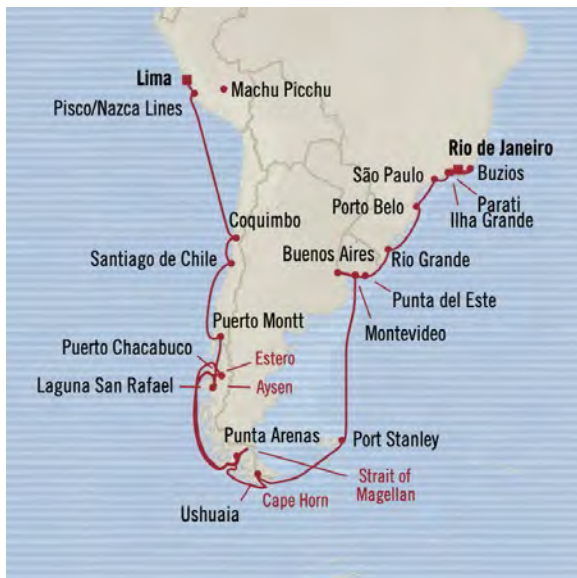 Lima
Machu Picchu
Pisco/Nazca Lines
Rio de Janeiro
São Paulo
Buzios
Parati
Porto Belo
Ilha Grande
Coquimbo
Buenos Aires
Rio Grande
Santiago de Chile
Punta del Este
Montevideo
Puerto Montt
Puerto Chacabuco
Estero
Laguna San Rafael
Aysen
Punta Arenas
Port Stanley
Strait of
Magellan
Cape Horn
Ushuaia